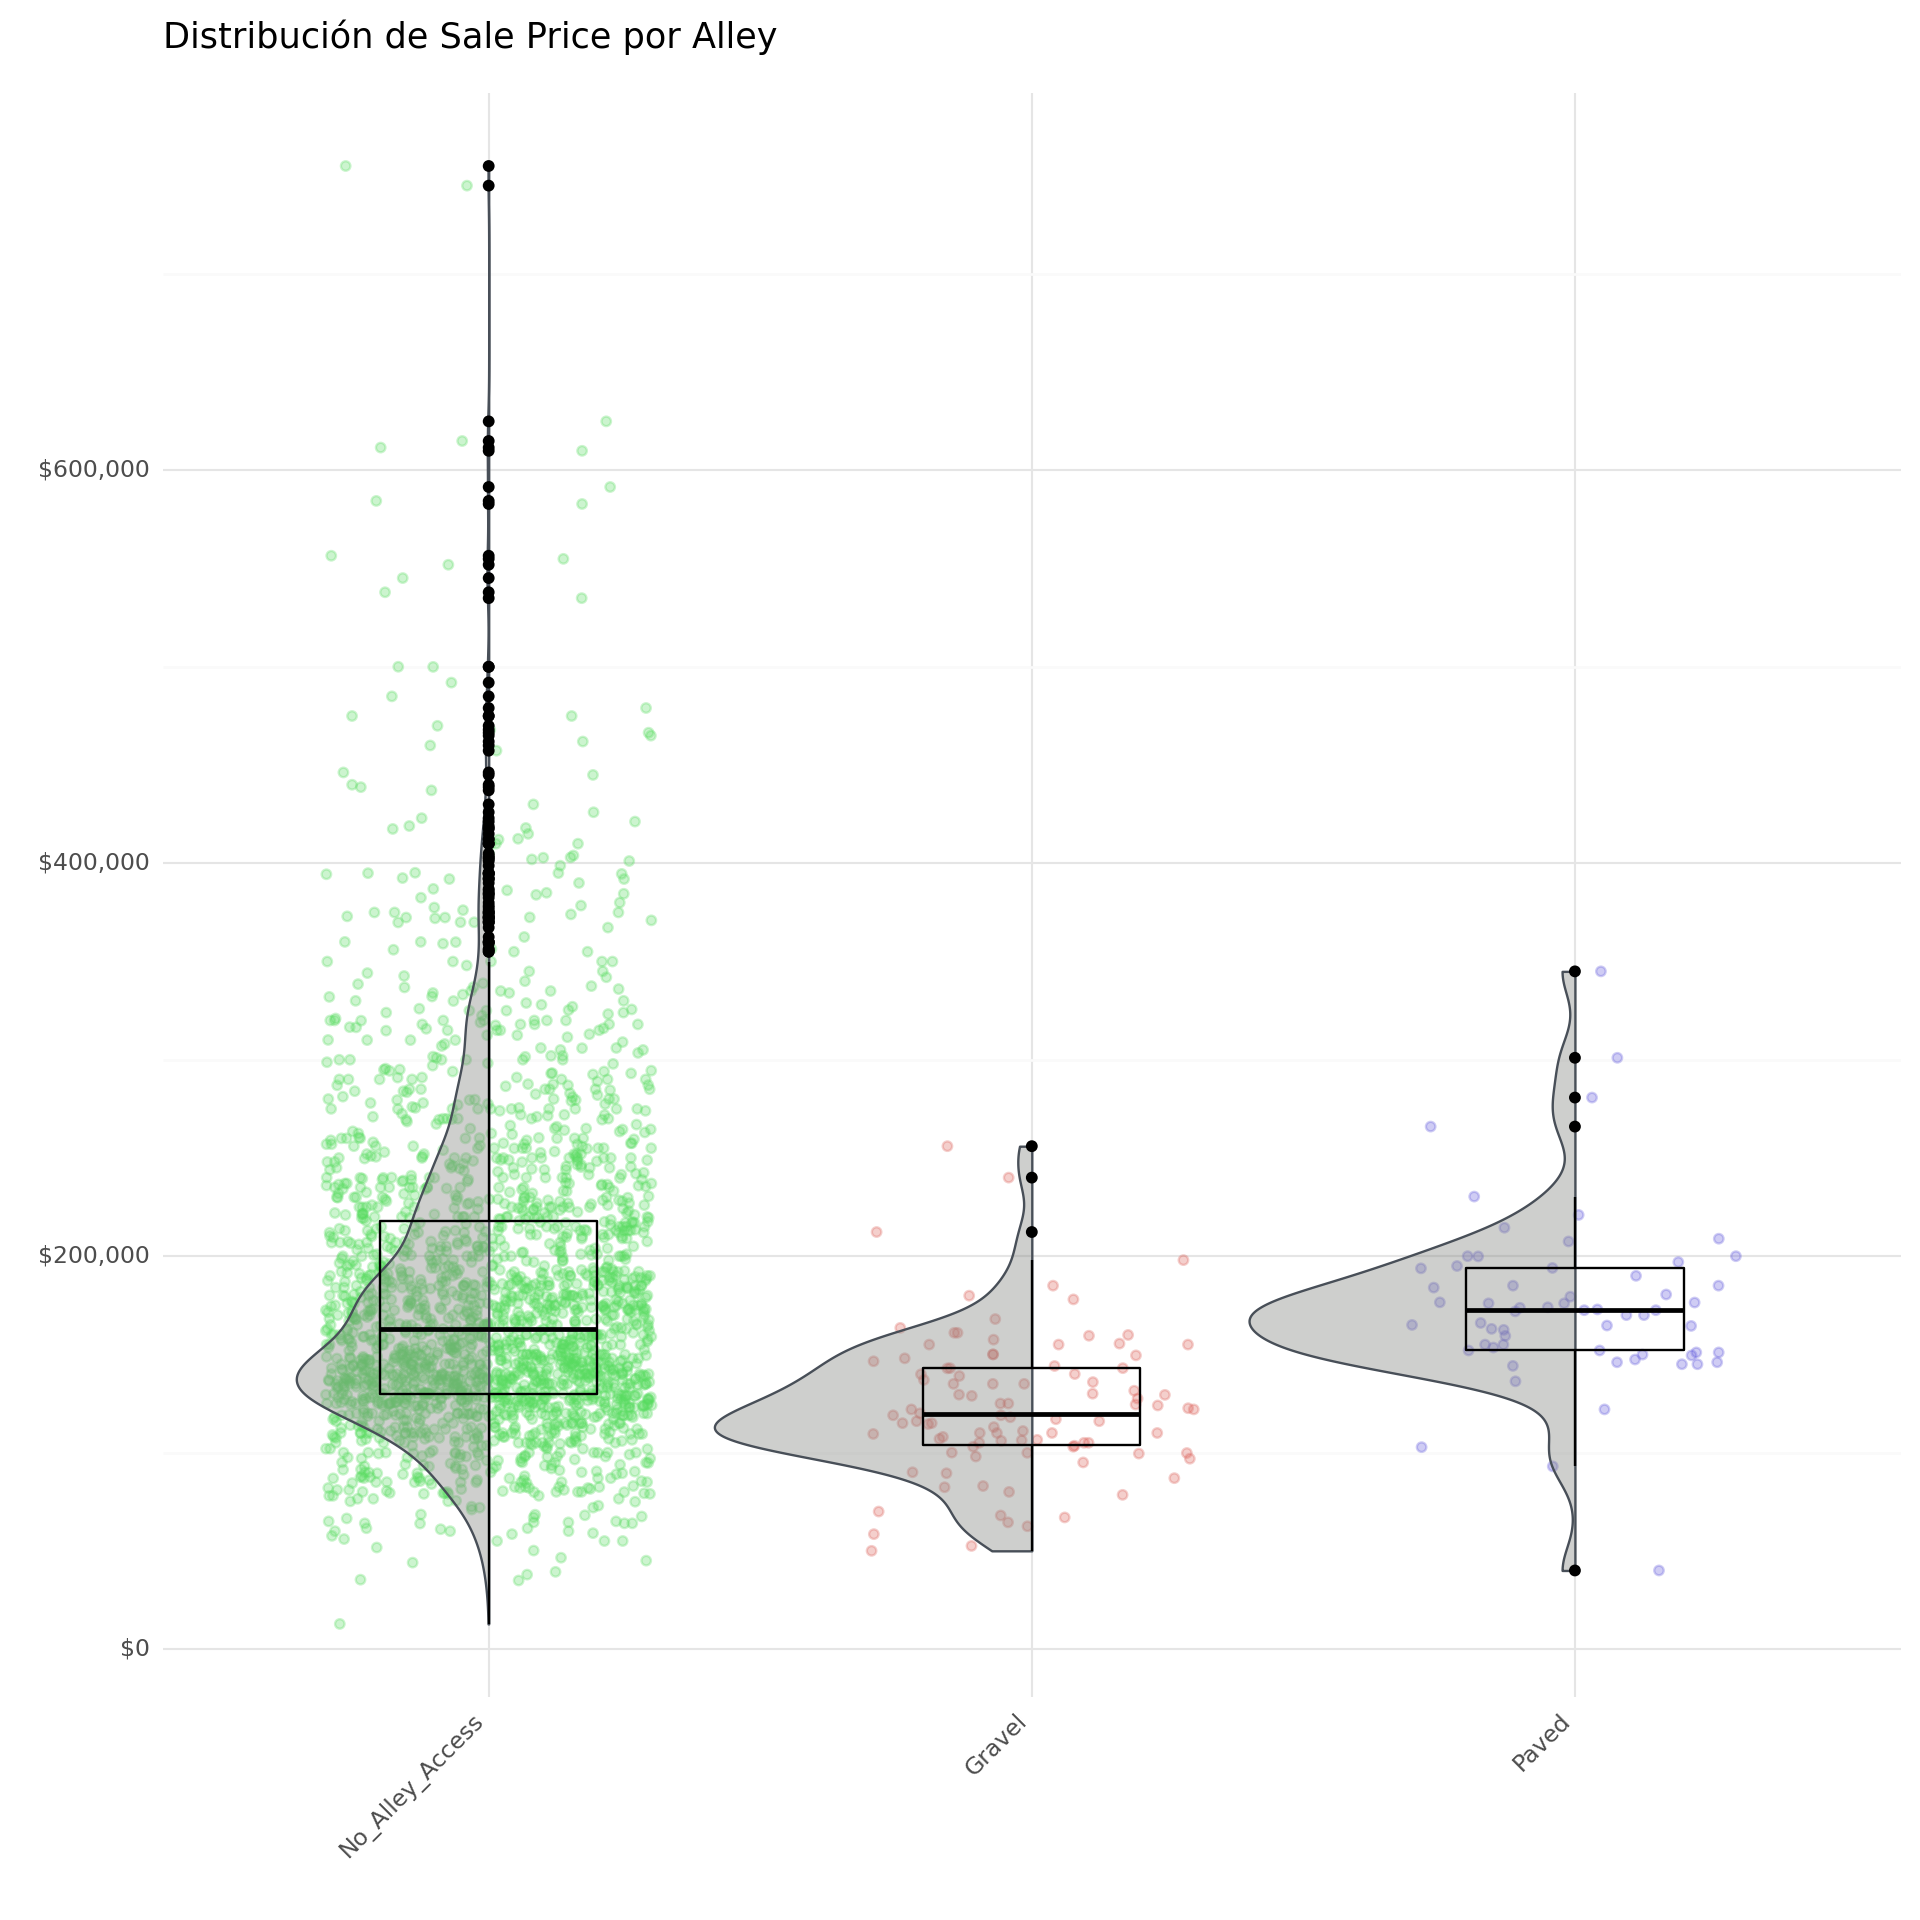 Distribución de Sale Price por Alley
$600,000
$400,000
$200,000
$0
No_Alley_Access
Gravel
Paved